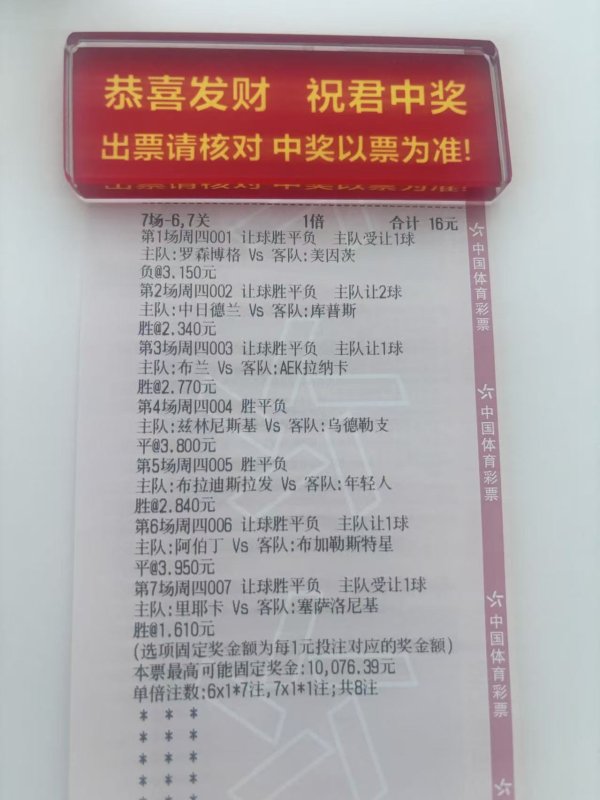 恭喜发财 祝君中奖
出票请核对 中奖以票为准!
出票请核对 中奖以票为准!
7场-6,7关 1倍 合计 16元
第1场周四001 让球胜平负 主队受让1球
主队:罗森博格 Vs 客队:美因茨
负@3.150元
第2场周四002 让球胜平负 主队让2球
主队:中日德兰 Vs 客队:库普斯
胜@2.340元
第3场周四003 让球胜平负 主队让1球
主队:布兰 Vs 客队:AEK拉纳卡
胜@2.770元
第4场周四004 胜平负
主队:兹林尼斯基 Vs 客队:乌德勒支
平@3.800元
第5场周四005 胜平负
主队:布拉迪斯拉发 Vs 客队:年轻人
胜@2.840元
第6场周四006 让球胜平负 主队让1球
主队:阿伯丁 Vs 客队:布加勒斯特星
平@3.950元
第7场周四007 让球胜平负 主队受让1球
主队:里耶卡 Vs 客队:塞萨洛尼基
胜@1.610元
(选项固定奖金额为每1元投注对应的奖金额)
本票最高可能固定奖金:10,076.39元
单倍注数:6x1*7注,7x1*1注;共8注
* * *
* * *
* * *
* * *
* * *
中国体育彩票
中国体育彩票
中国体育彩票